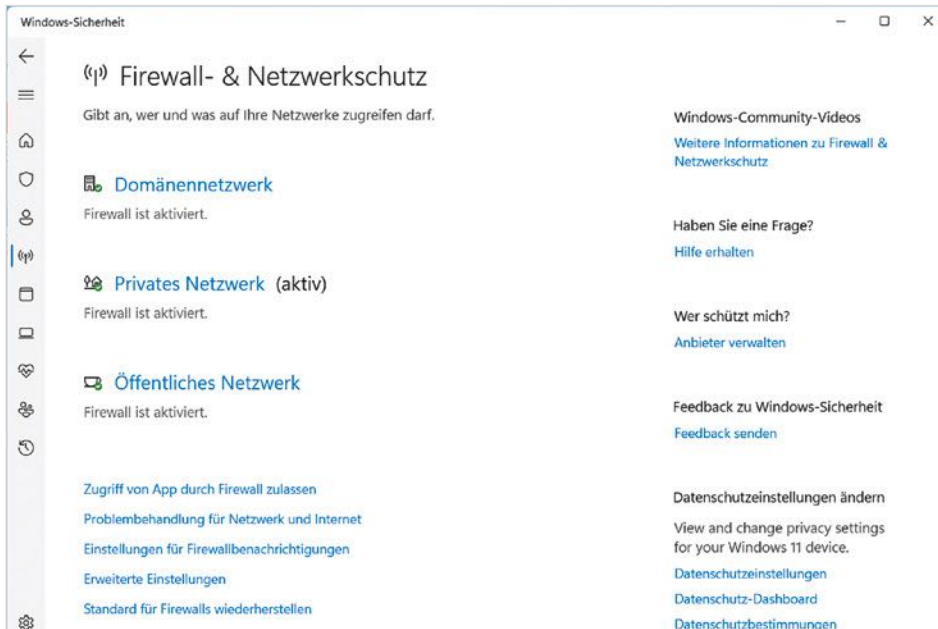 Windows-Sicherheit
Firewall- & Netzwerkschutz
Gibt an, wer und was auf Ihre Netzwerke zugreifen darf.
Domänennetzwerk
Firewall ist aktiviert.
Privates Netzwerk (aktiv)
Firewall ist aktiviert.
Öffentliches Netzwerk
Firewall ist aktiviert.
Zugriff von App durch Firewall zulassen
Problembehandlung für Netzwerk und Internet
Einstellungen für Firewallbenachrichtigungen
Erweiterte Einstellungen
Standard für Firewalls wiederherstellen
Windows-Community-Videos
Weitere Informationen zu Firewall &
Netzwerkschutz
Haben Sie eine Frage?
Hilfe erhalten
Wer schützt mich?
Anbieter verwalten
Feedback zu Windows-Sicherheit
Feedback senden
Datenschutzeinstellungen ändern
View and change privacy settings
for your Windows 11 device.
Datenschutzeinstellungen
Datenschutz-Dashboard
Datenschutzbestimmungen